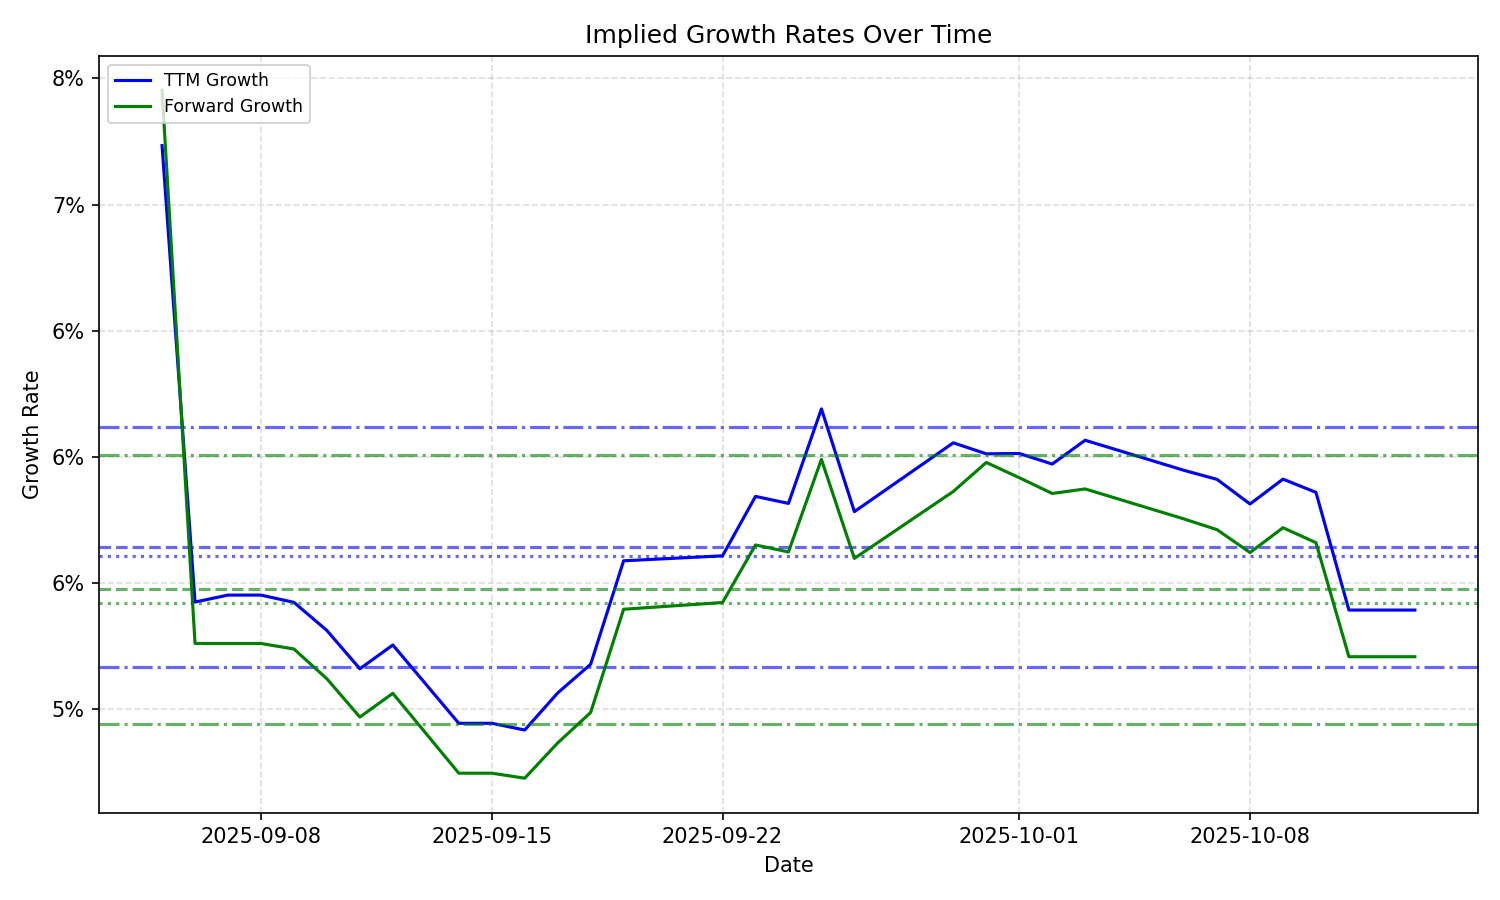 Implied Growth Rates Over Time
TTM Growth
Forward Growth
8%
7%
6%
6%
6%
5%
Growth Rate
2025-09-08
2025-09-15
2025-09-22
2025-10-01
2025-10-08
Date